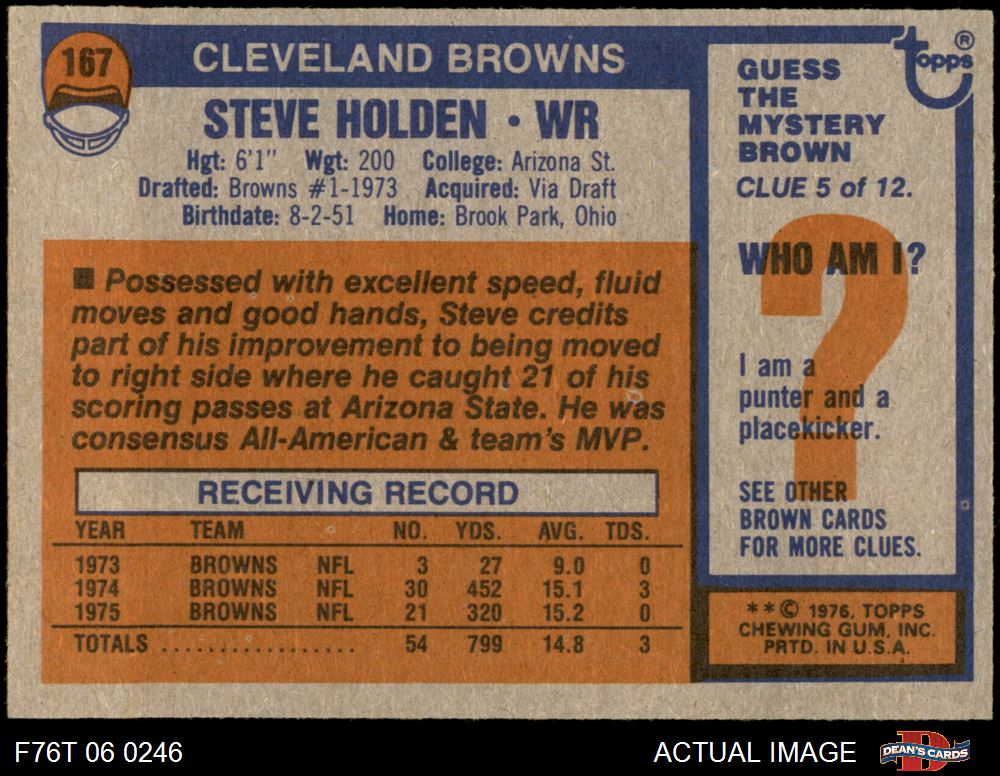 167
CLEVELAND BROWNS
STEVE HOLDEN • WR
Hgt: 6'1" Wgt: 200 College: Arizona St.
Drafted: Browns #1-1973 Acquired: Via Draft
Birthdate: 8-2-51 Home: Brook Park, Ohio
■ Possessed with excellent speed, fluid
moves and good hands, Steve credits
part of his improvement to being moved
to right side where he caught 21 of his
scoring passes at Arizona State. He was
consensus All-American & team's MVP.
RECEIVING RECORD
YEAR TEAM NO. YDS. AVG. TDS.
1973 BROWNS NFL 3 27 9.0 0
1974 BROWNS NFL 30 452 15.1 3
1975 BROWNS NFL 21 320 15.2 0
TOTALS ................. 54 799 14.8 3
topps®
GUESS
THE
MYSTERY
BROWN
CLUE 5 of 12.
WHO AM I?
?
I am a
punter and a
placekicker.
SEE OTHER
BROWN CARDS
FOR MORE CLUES.
**© 1976, TOPPS
CHEWING GUM, INC.
PRTD. IN U.S.A.
F76T 06 0246
ACTUAL IMAGE
D
DEAN'S CARDS